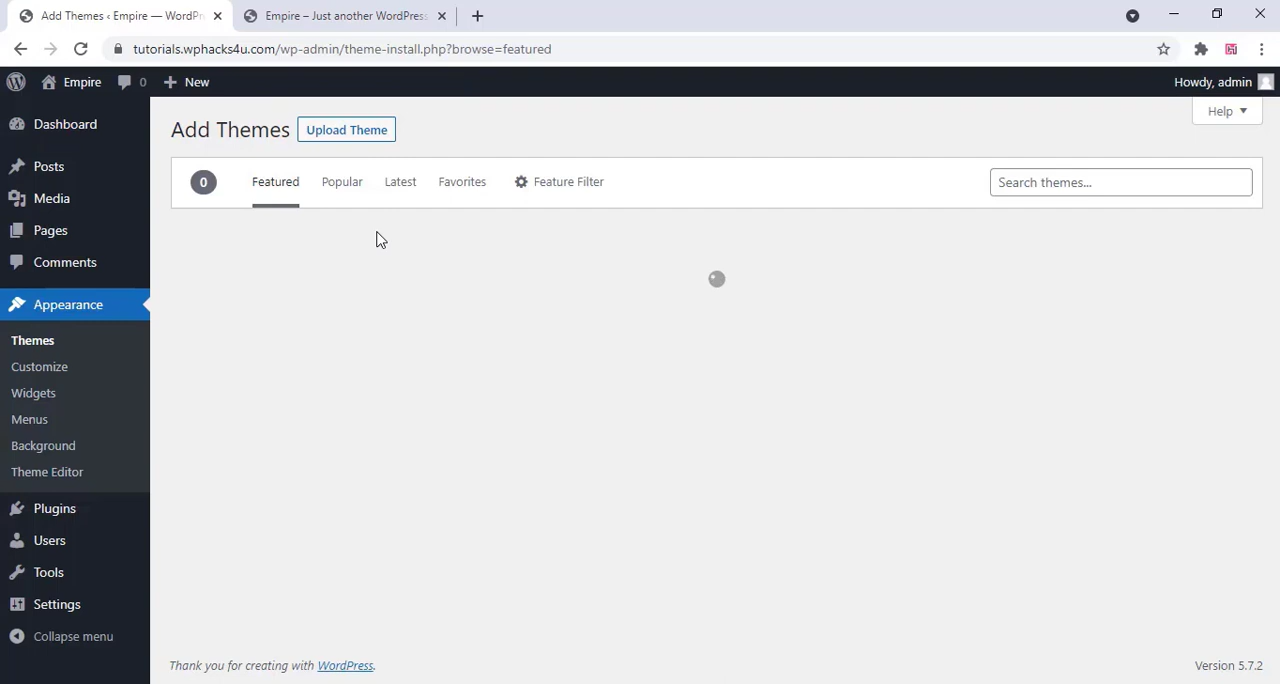 Add Themes ‹ Empire — WordPr
Empire – Just another WordPress
tutorials.wphacks4u.com/wp-admin/theme-install.php?browse=featured
Empire 0 New Howdy, admin
Help
Dashboard
Posts
Media
Pages
Comments
Appearance
Themes
Customize
Widgets
Menus
Background
Theme Editor
Plugins
Users
Tools
Settings
Collapse menu
Add Themes Upload Theme
0 Featured Popular Latest Favorites Feature Filter Search themes...
Thank you for creating with WordPress. Version 5.7.2